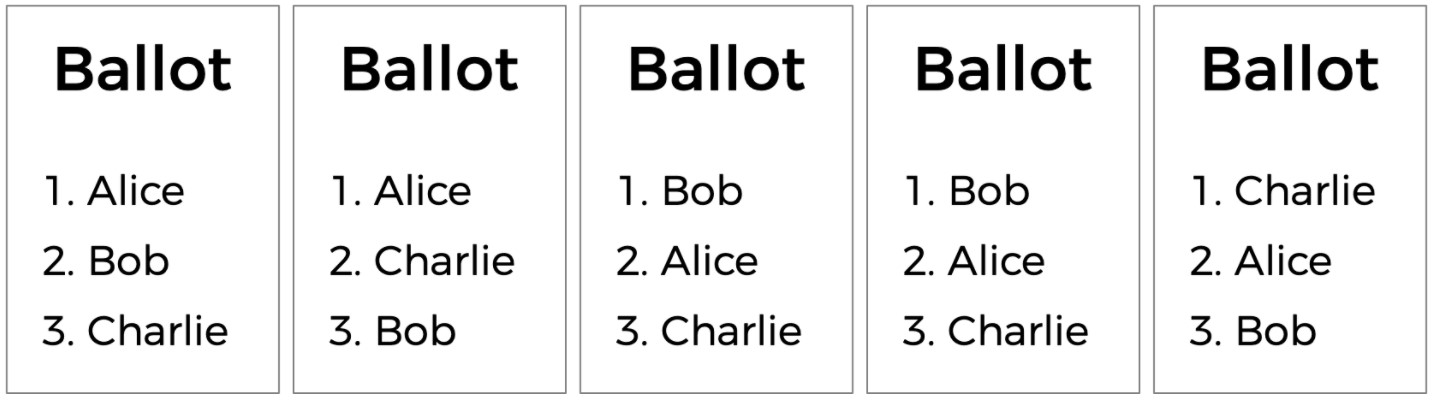 Ballot
1. Alice
2. Bob
3. Charlie
Ballot
1. Alice
2. Charlie
3. Bob
Ballot
1. Bob
2. Alice
3. Charlie
Ballot
1. Bob
2. Alice
3. Charlie
Ballot
1. Charlie
2. Alice
3. Bob